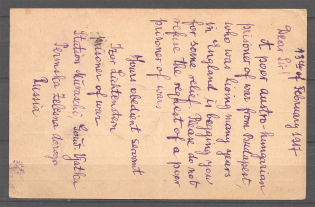 13th of February 1917
Dear Sir!
A poor austro-hungarian
prisoner of war from Budapest
who was living many years
in England is begging you
for some relief. Please do not
refuse the request of a poor
prisoner of war.
Yours obedient servant
prisoner of war
Station
Russia